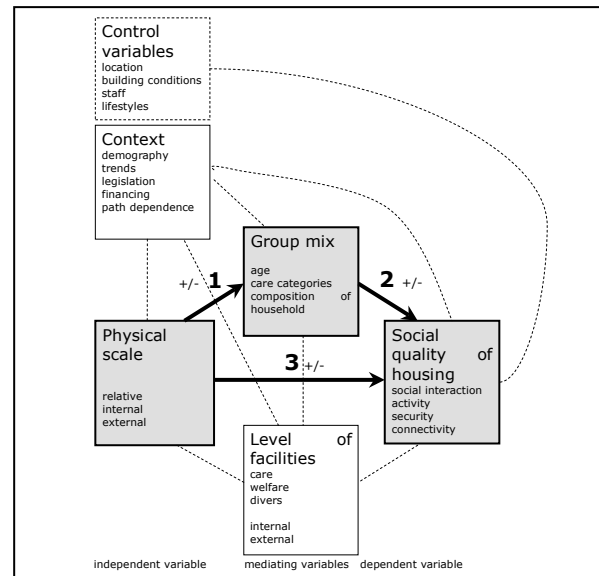 Control
variables
location
building conditions
staff
lifestyles
Context
demography
trends
legislation
financing
path dependence
Group mix
age
care categories
composition of
household
+/- 1
2 +/-
Physical
scale
relative
internal
external
3 +/-
Social
quality of
housing
social interaction
activity
security
connectivity
Level of
facilities
care
welfare
divers
internal
external
independent variable
mediating variables
dependent variable